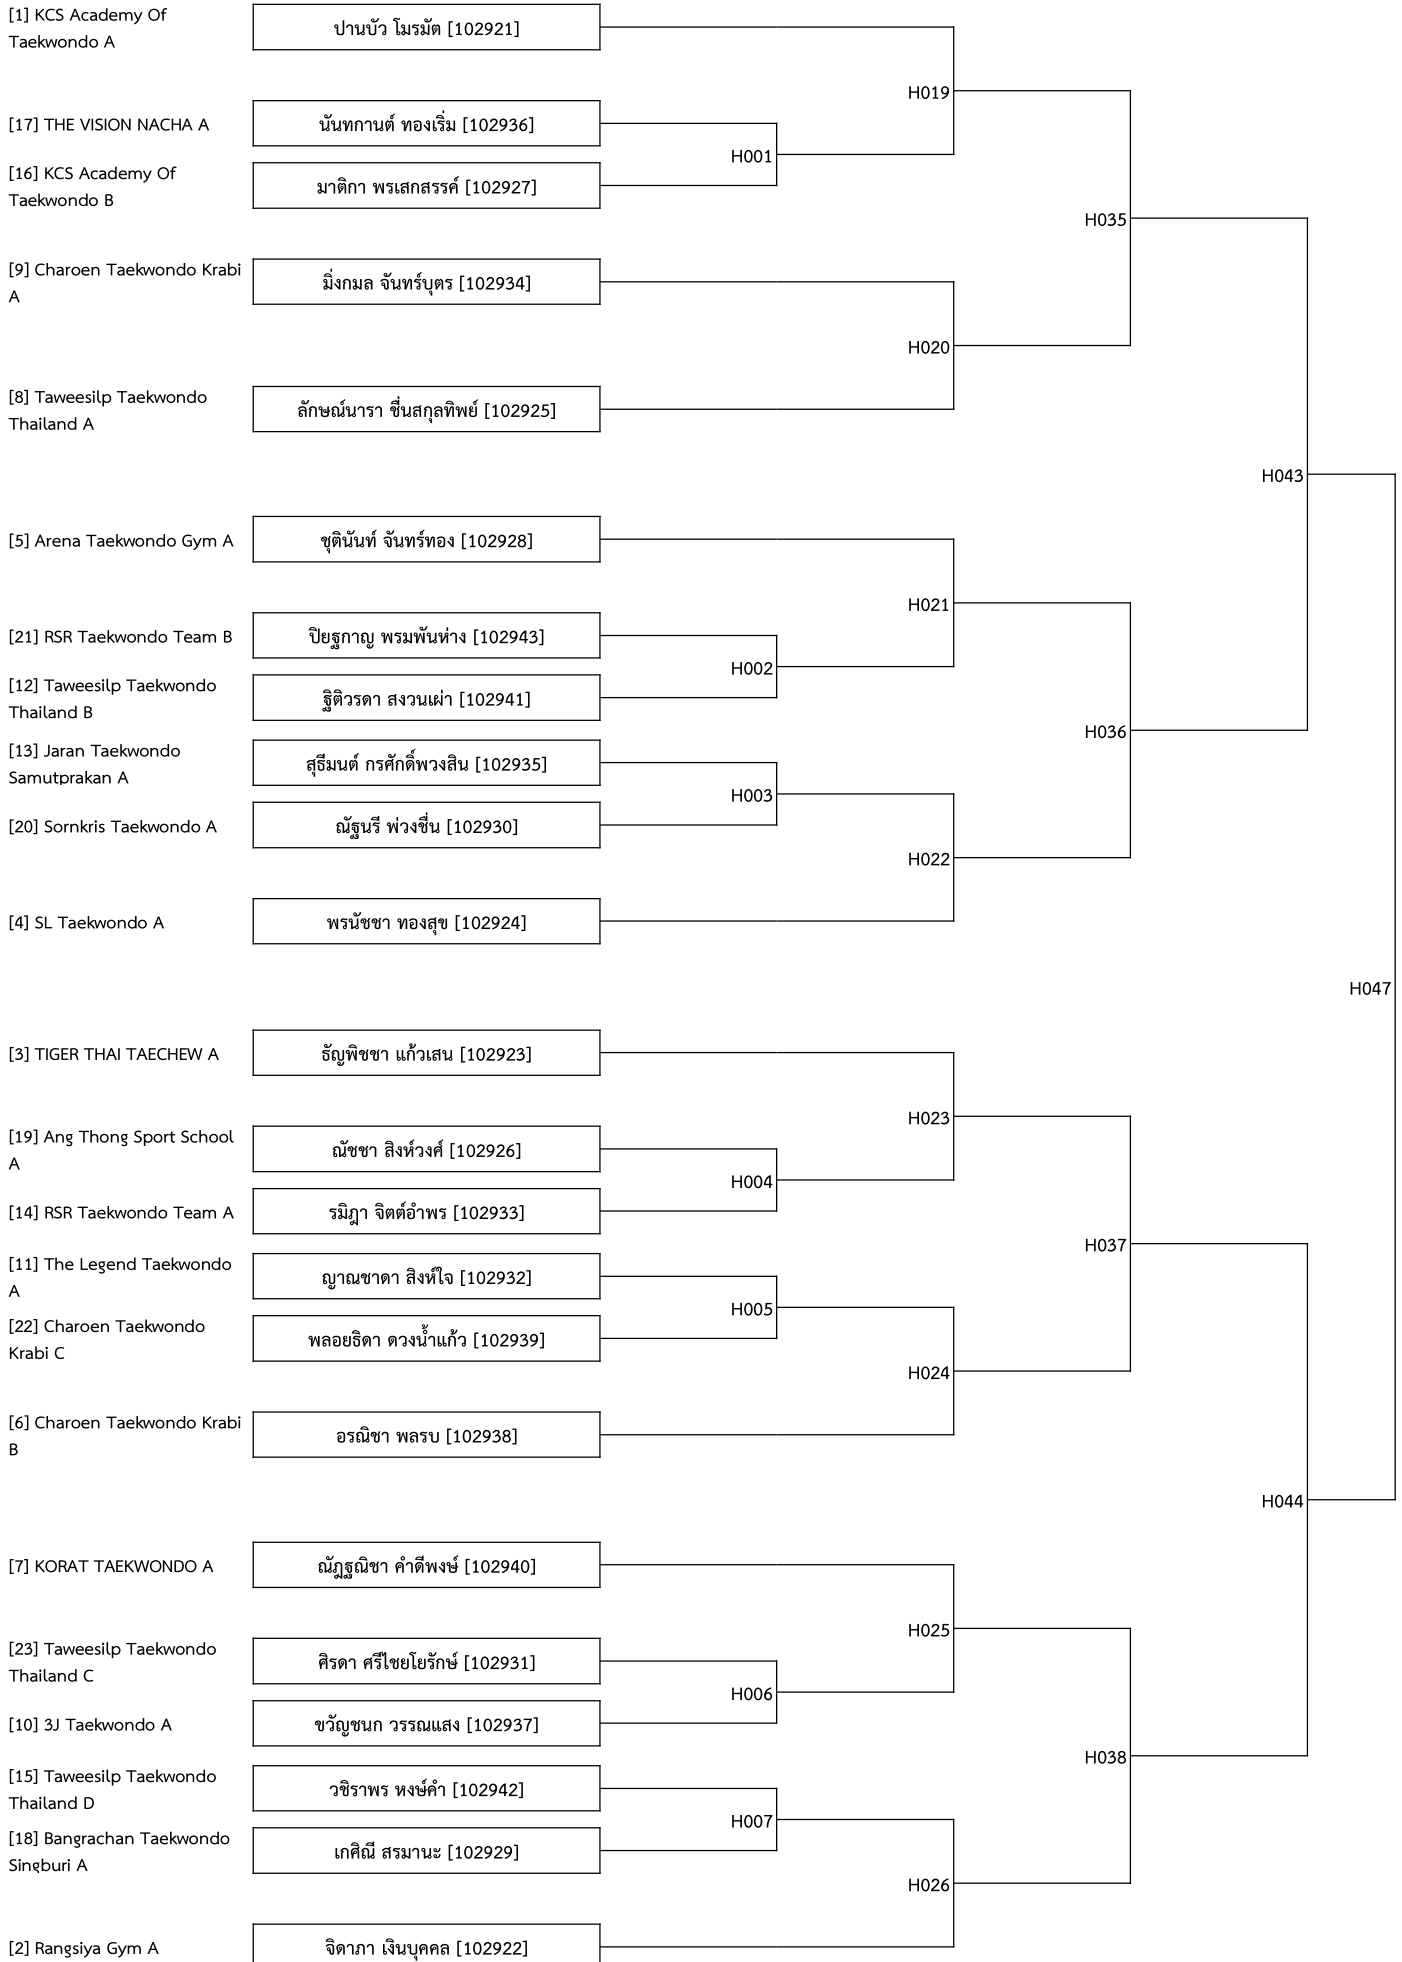 [1] KCS Academy Of
Taekwondo A
ปานบัว โมรมัต [102921]
H019
[17] THE VISION NACHA A
นันทกานต์ ทองเริ่ม [102936]
H001
[16] KCS Academy Of
Taekwondo B
มาติกา พรเสกสรรค์ [102927]
H035
[9] Charoen Taekwondo Krabi
A
มิ่งกมล จันทร์บุตร [102934]
H020
[8] Taweesilp Taekwondo
Thailand A
ลักษณ์นารา ชื่นสกุลทิพย์ [102925]
H043
[5] Arena Taekwondo Gym A
ชุตินันท์ จันทร์ทอง [102928]
H021
[21] RSR Taekwondo Team B
ปิยฐกาญ พรมพันห่าง [102943]
H002
[12] Taweesilp Taekwondo
Thailand B
ฐิติวรดา สงวนเผ่า [102941]
H036
[13] Jaran Taekwondo
Samutprakan A
สุธีมนต์ กรศักดิ์พวงสิน [102935]
H003
[20] Sornkris Taekwondo A
ณัฐนรี พ่วงชื่น [102930]
H022
[4] SL Taekwondo A
พรนัชชา ทองสุข [102924]
H047
[3] TIGER THAI TAECHEW A
ธัญพิชชา แก้วเสน [102923]
H023
[19] Ang Thong Sport School
A
ณัชชา สิงห์วงศ์ [102926]
H004
[14] RSR Taekwondo Team A
รมิฎา จิตต์อำพร [102933]
H037
[11] The Legend Taekwondo
A
ญาณชาดา สิงห์ใจ [102932]
H005
[22] Charoen Taekwondo
Krabi C
พลอยธิดา ดวงน้ำแก้ว [102939]
H024
[6] Charoen Taekwondo Krabi
B
อรณิชา พลรบ [102938]
H044
[7] KORAT TAEKWONDO A
ณัฏฐณิชา คำดีพงษ์ [102940]
H025
[23] Taweesilp Taekwondo
Thailand C
ศิรดา ศรีไชยโยรักษ์ [102931]
H006
[10] 3J Taekwondo A
ขวัญชนก วรรณแสง [102937]
H038
[15] Taweesilp Taekwondo
Thailand D
วชิราพร หงษ์คำ [102942]
H007
[18] Bangrachan Taekwondo
Singburi A
เกศิณี สรมานะ [102929]
H026
[2] Rangsiya Gym A
จิดาภา เงินบุคคล [102922]